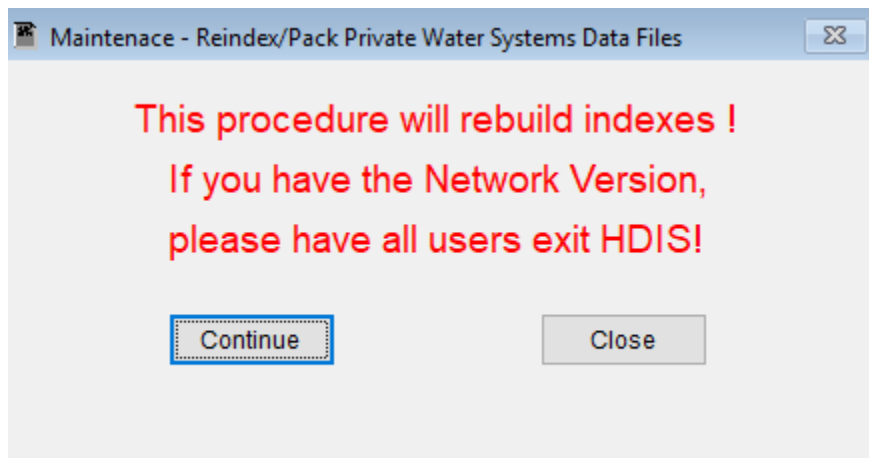 Maintenace - Reindex/Pack Private Water Systems Data Files
This procedure will rebuild indexes !
If you have the Network Version,
please have all users exit HDIS!
Continue
Close